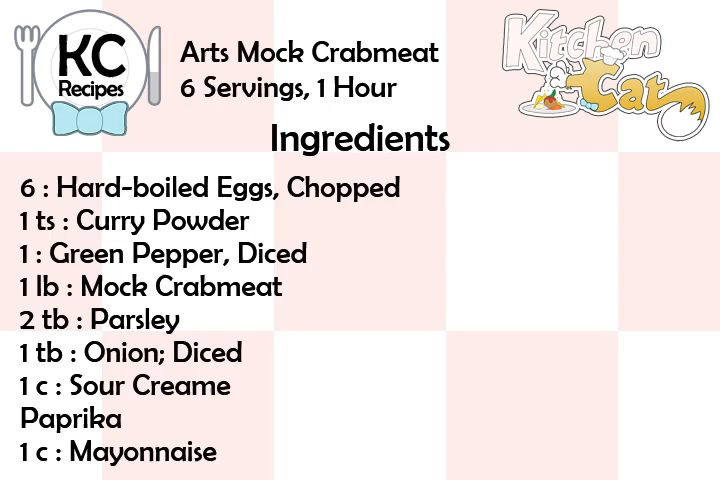 KC
Recipes
Arts Mock Crabmeat
6 Servings, 1 Hour
Kitchen
Cat
Ingredients
6 : Hard-boiled Eggs, Chopped
1 ts : Curry Powder
1 : Green Pepper, Diced
1 lb : Mock Crabmeat
2 tb : Parsley
1 tb : Onion; Diced
1 c : Sour Creame
Paprika
1 c : Mayonnaise